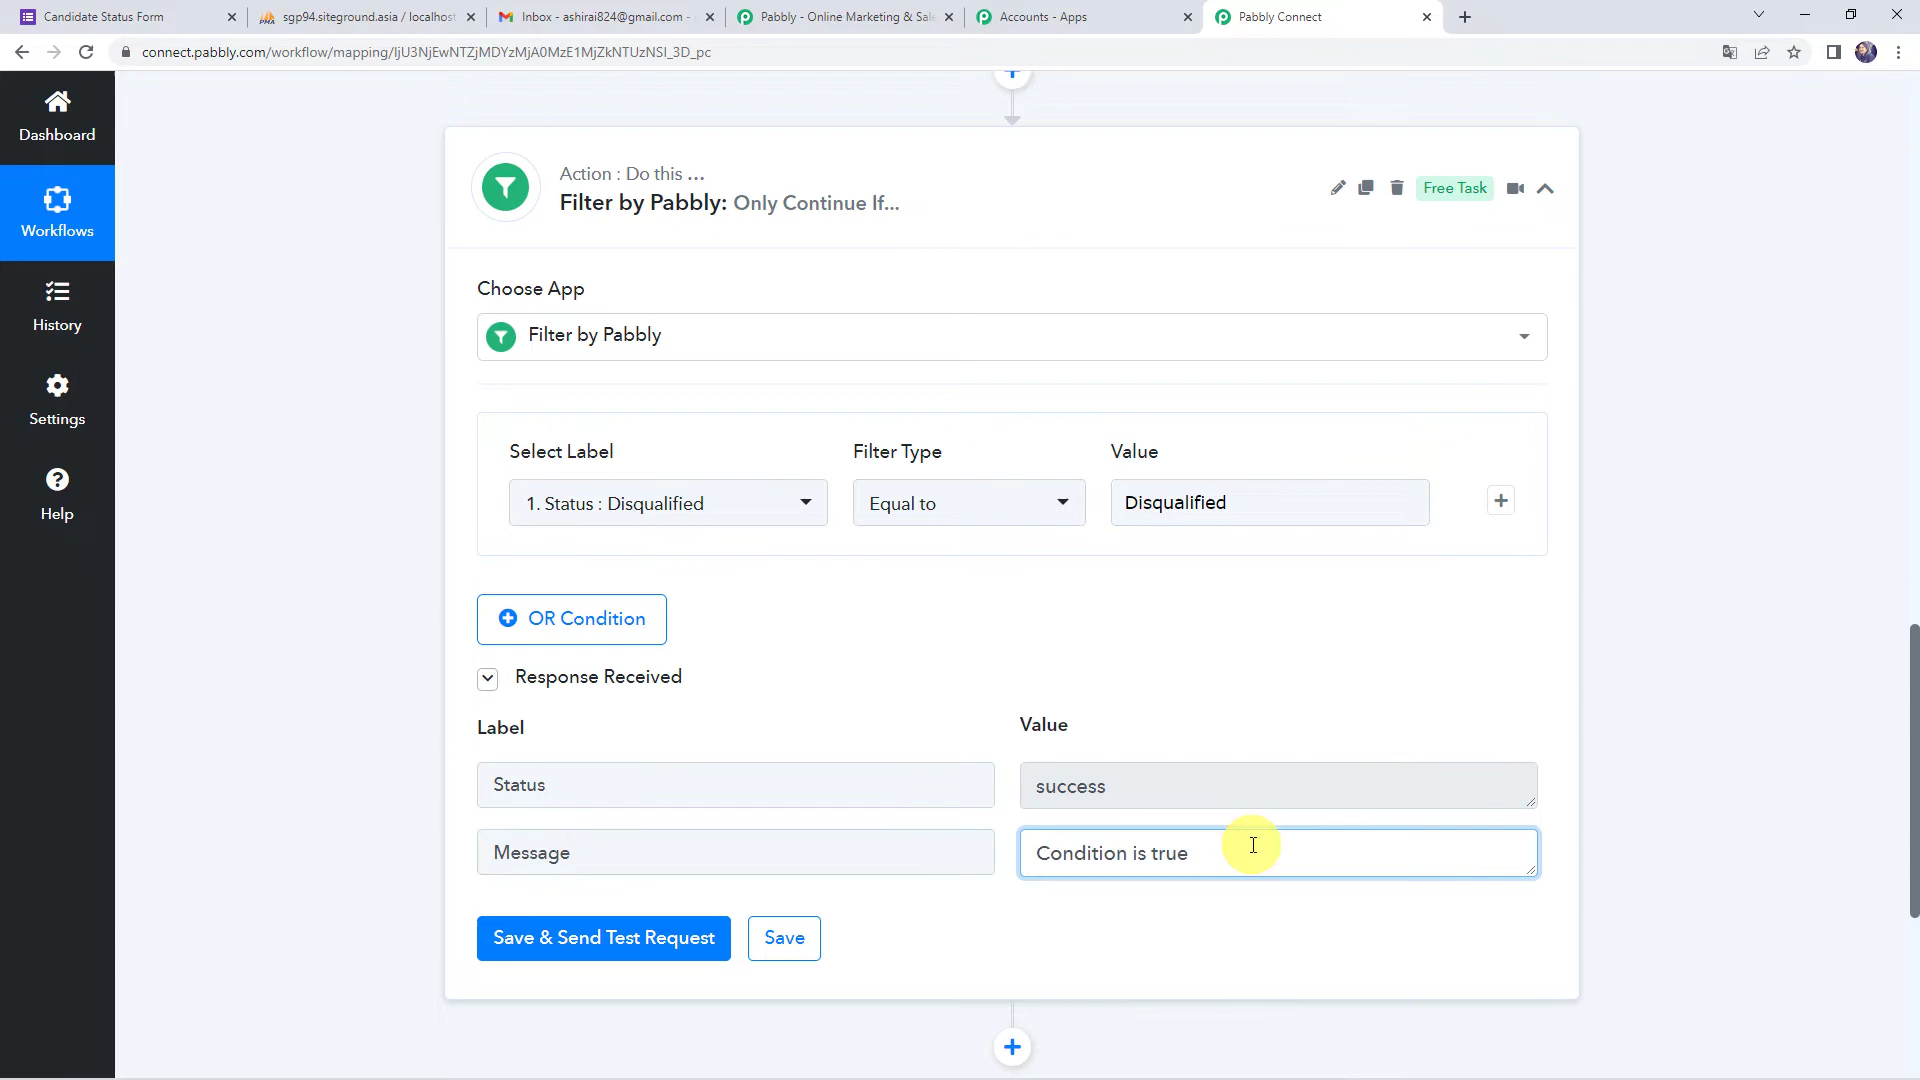 Candidate Status Form
sgp94.siteground.asia / localhost
Inbox - ashirai824@gmail.com -
Pabbly - Online Marketing & Sale
Accounts - Apps
Pabbly Connect
connect.pabbly.com/workflow/mapping/IjU3NjEwNTZjMDYzMjA0MzE1MjZkNTUzNSI_3D_pc
Dashboard
Workflows
History
Settings
Help
Action : Do this ...
Filter by Pabbly: Only Continue If...
Free Task
Choose App
Filter by Pabbly
Select Label
Filter Type
Value
1. Status : Disqualified
Equal to
Disqualified
OR Condition
Response Received
Label
Value
Status
success
Message
Condition is true
Save & Send Test Request
Save